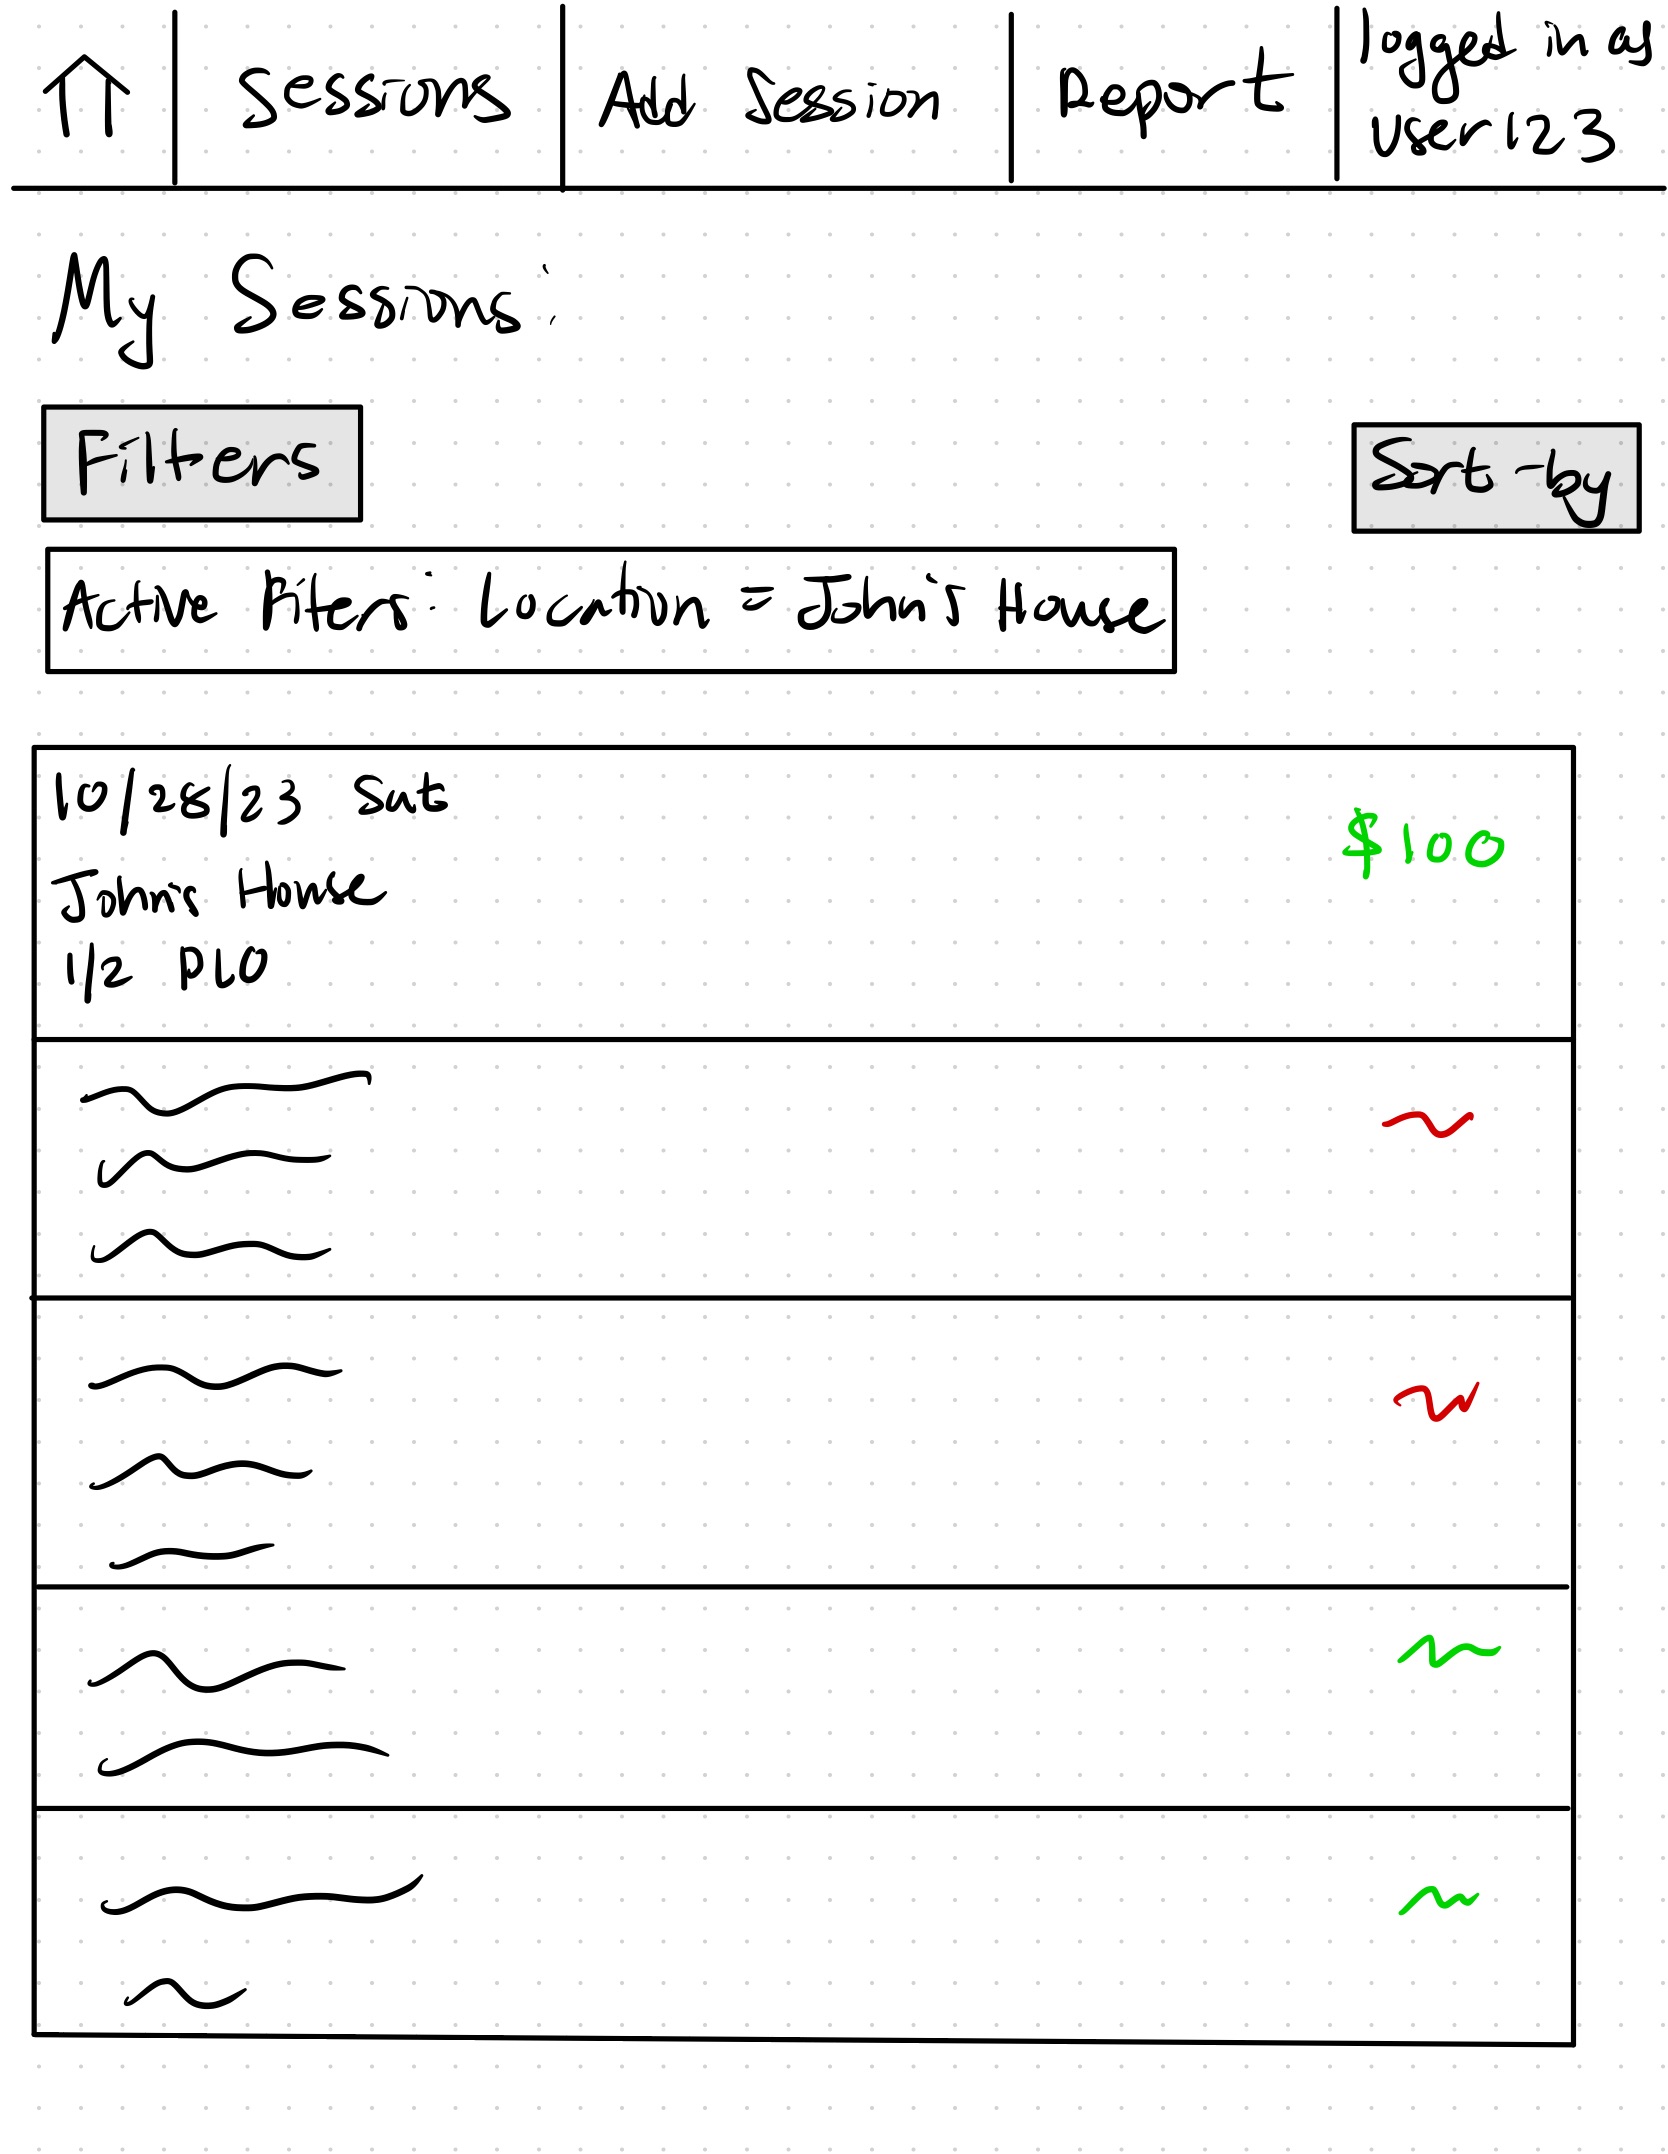 Sessions
Add Session
Report
logged in as
user123
My Sessions:
Filters
Sort-by
Active Filters: Location = John's House
10/28/23 Sat
$100
John's House
1/2 PLO